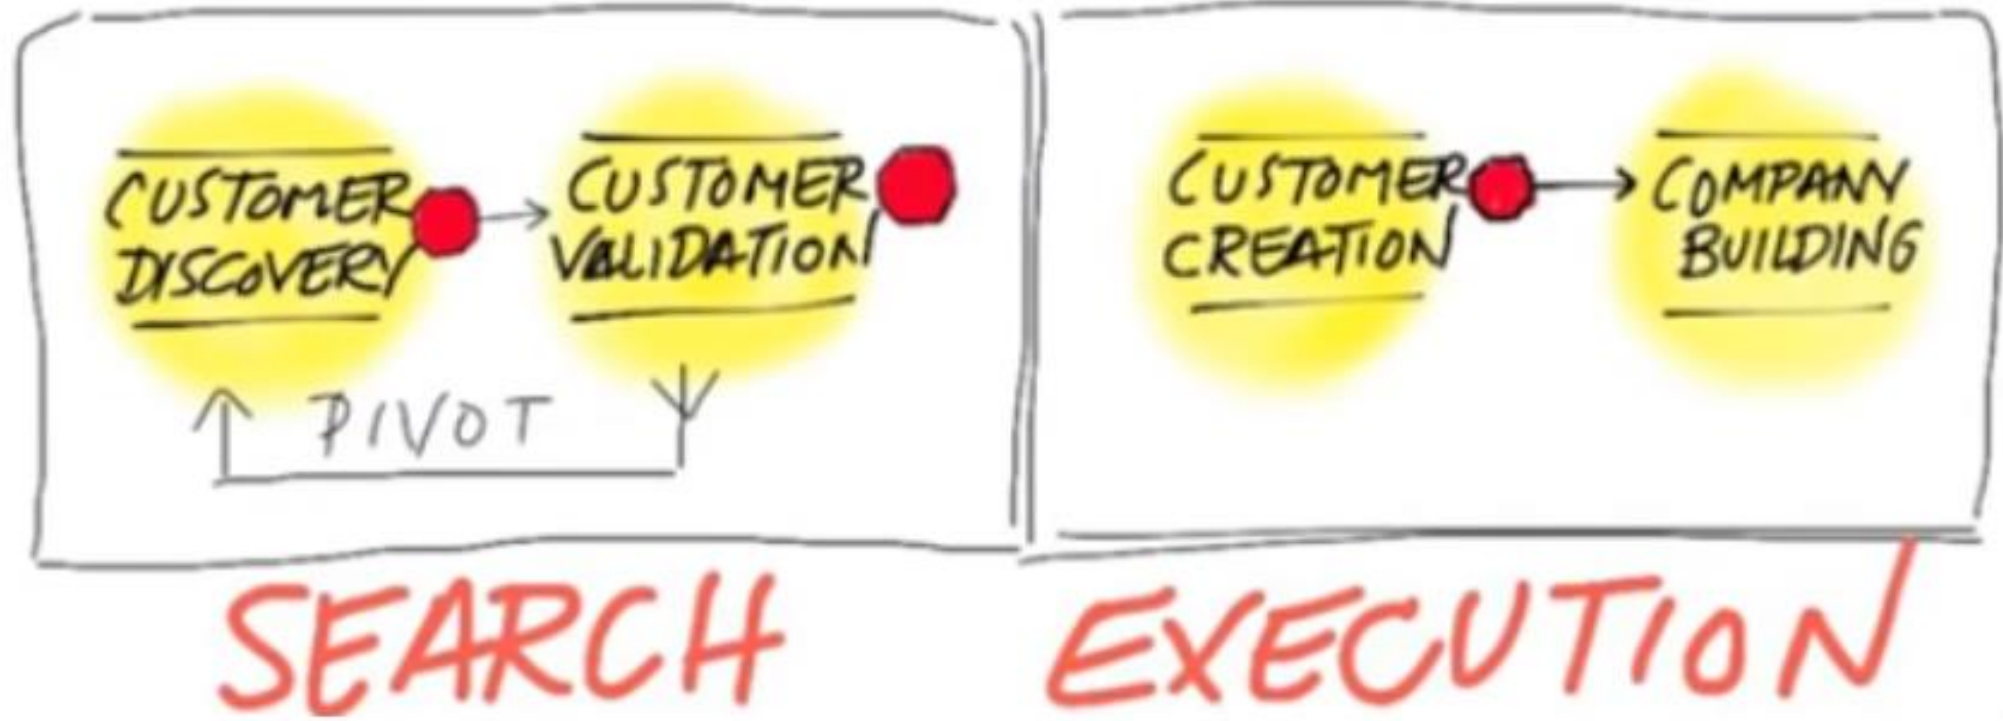 CUSTOMER
DISCOVERY
CUSTOMER
VALIDATION
PIVOT
CUSTOMER
CREATION
COMPANY
BUILDING
SEARCH
EXECUTION